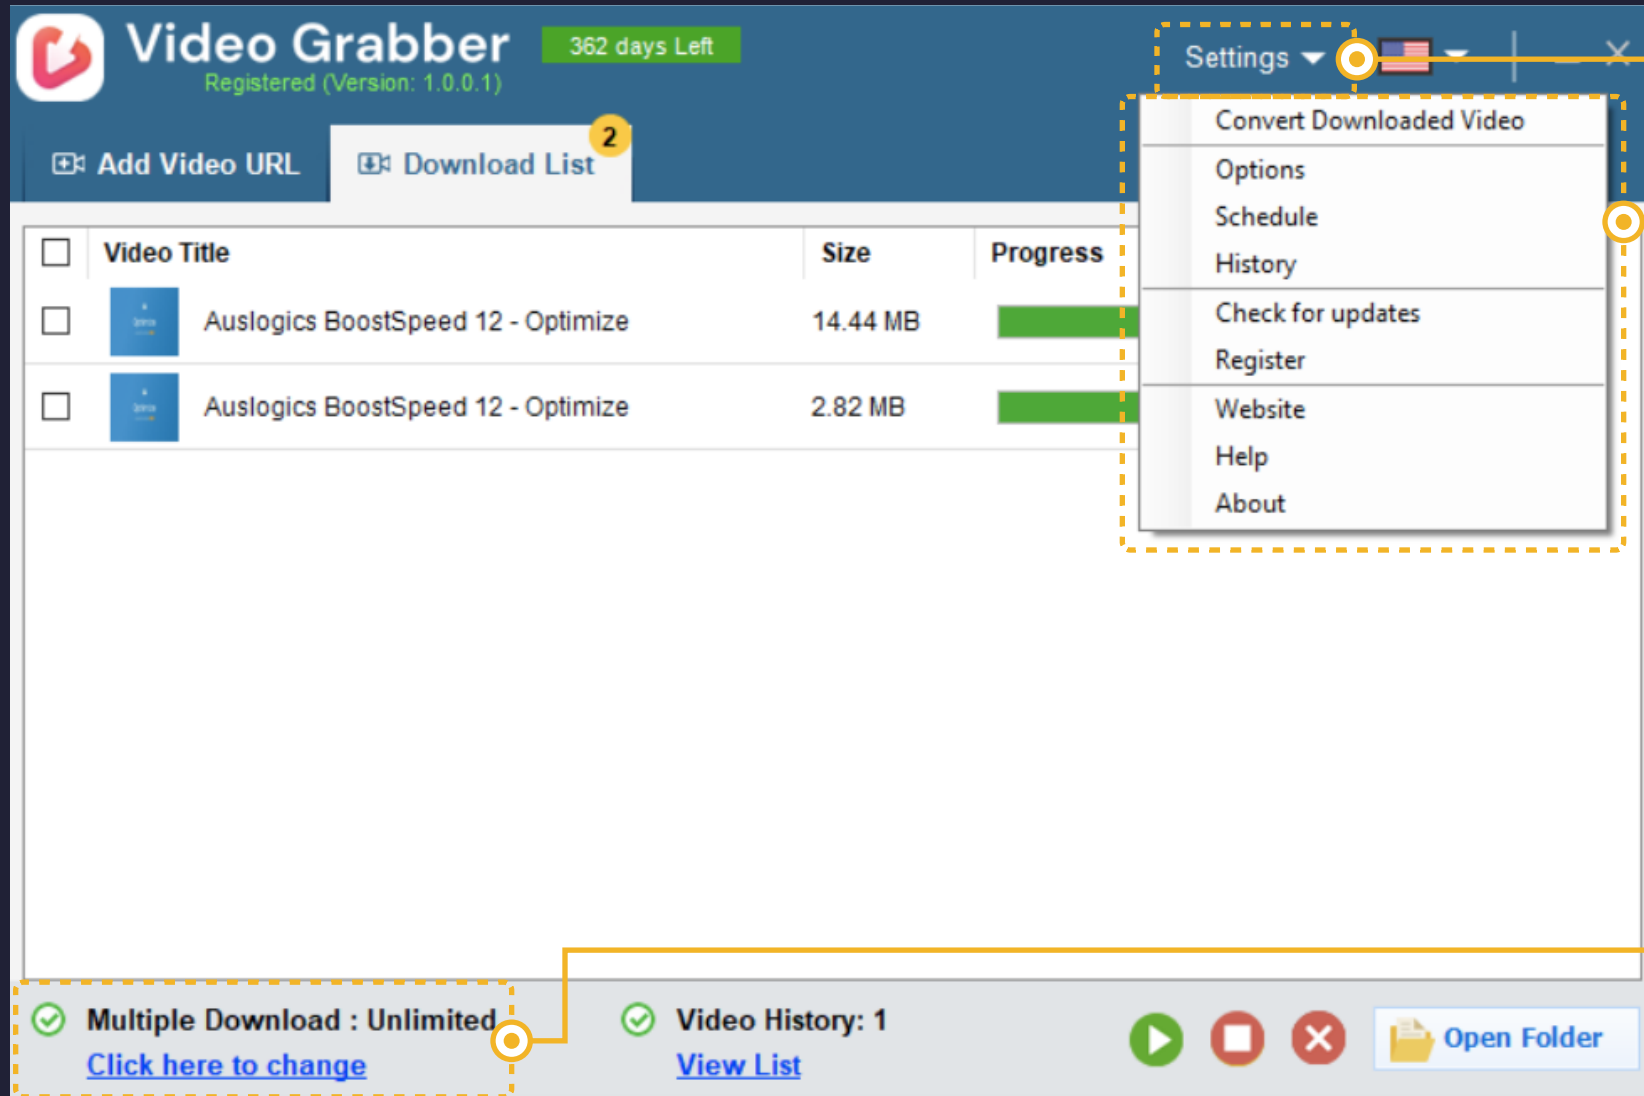 Video Grabber
362 days Left
Registered (Version: 1.0.0.1)
Settings
Add Video URL
Download List
2
Convert Downloaded Video
Options
Schedule
History
Check for updates
Register
Website
Help
About
Video Title
Size
Progress
Auslogics BoostSpeed 12 - Optimize
14.44 MB
Auslogics BoostSpeed 12 - Optimize
2.82 MB
Multiple Download : Unlimited
Click here to change
Video History: 1
View List
Open Folder